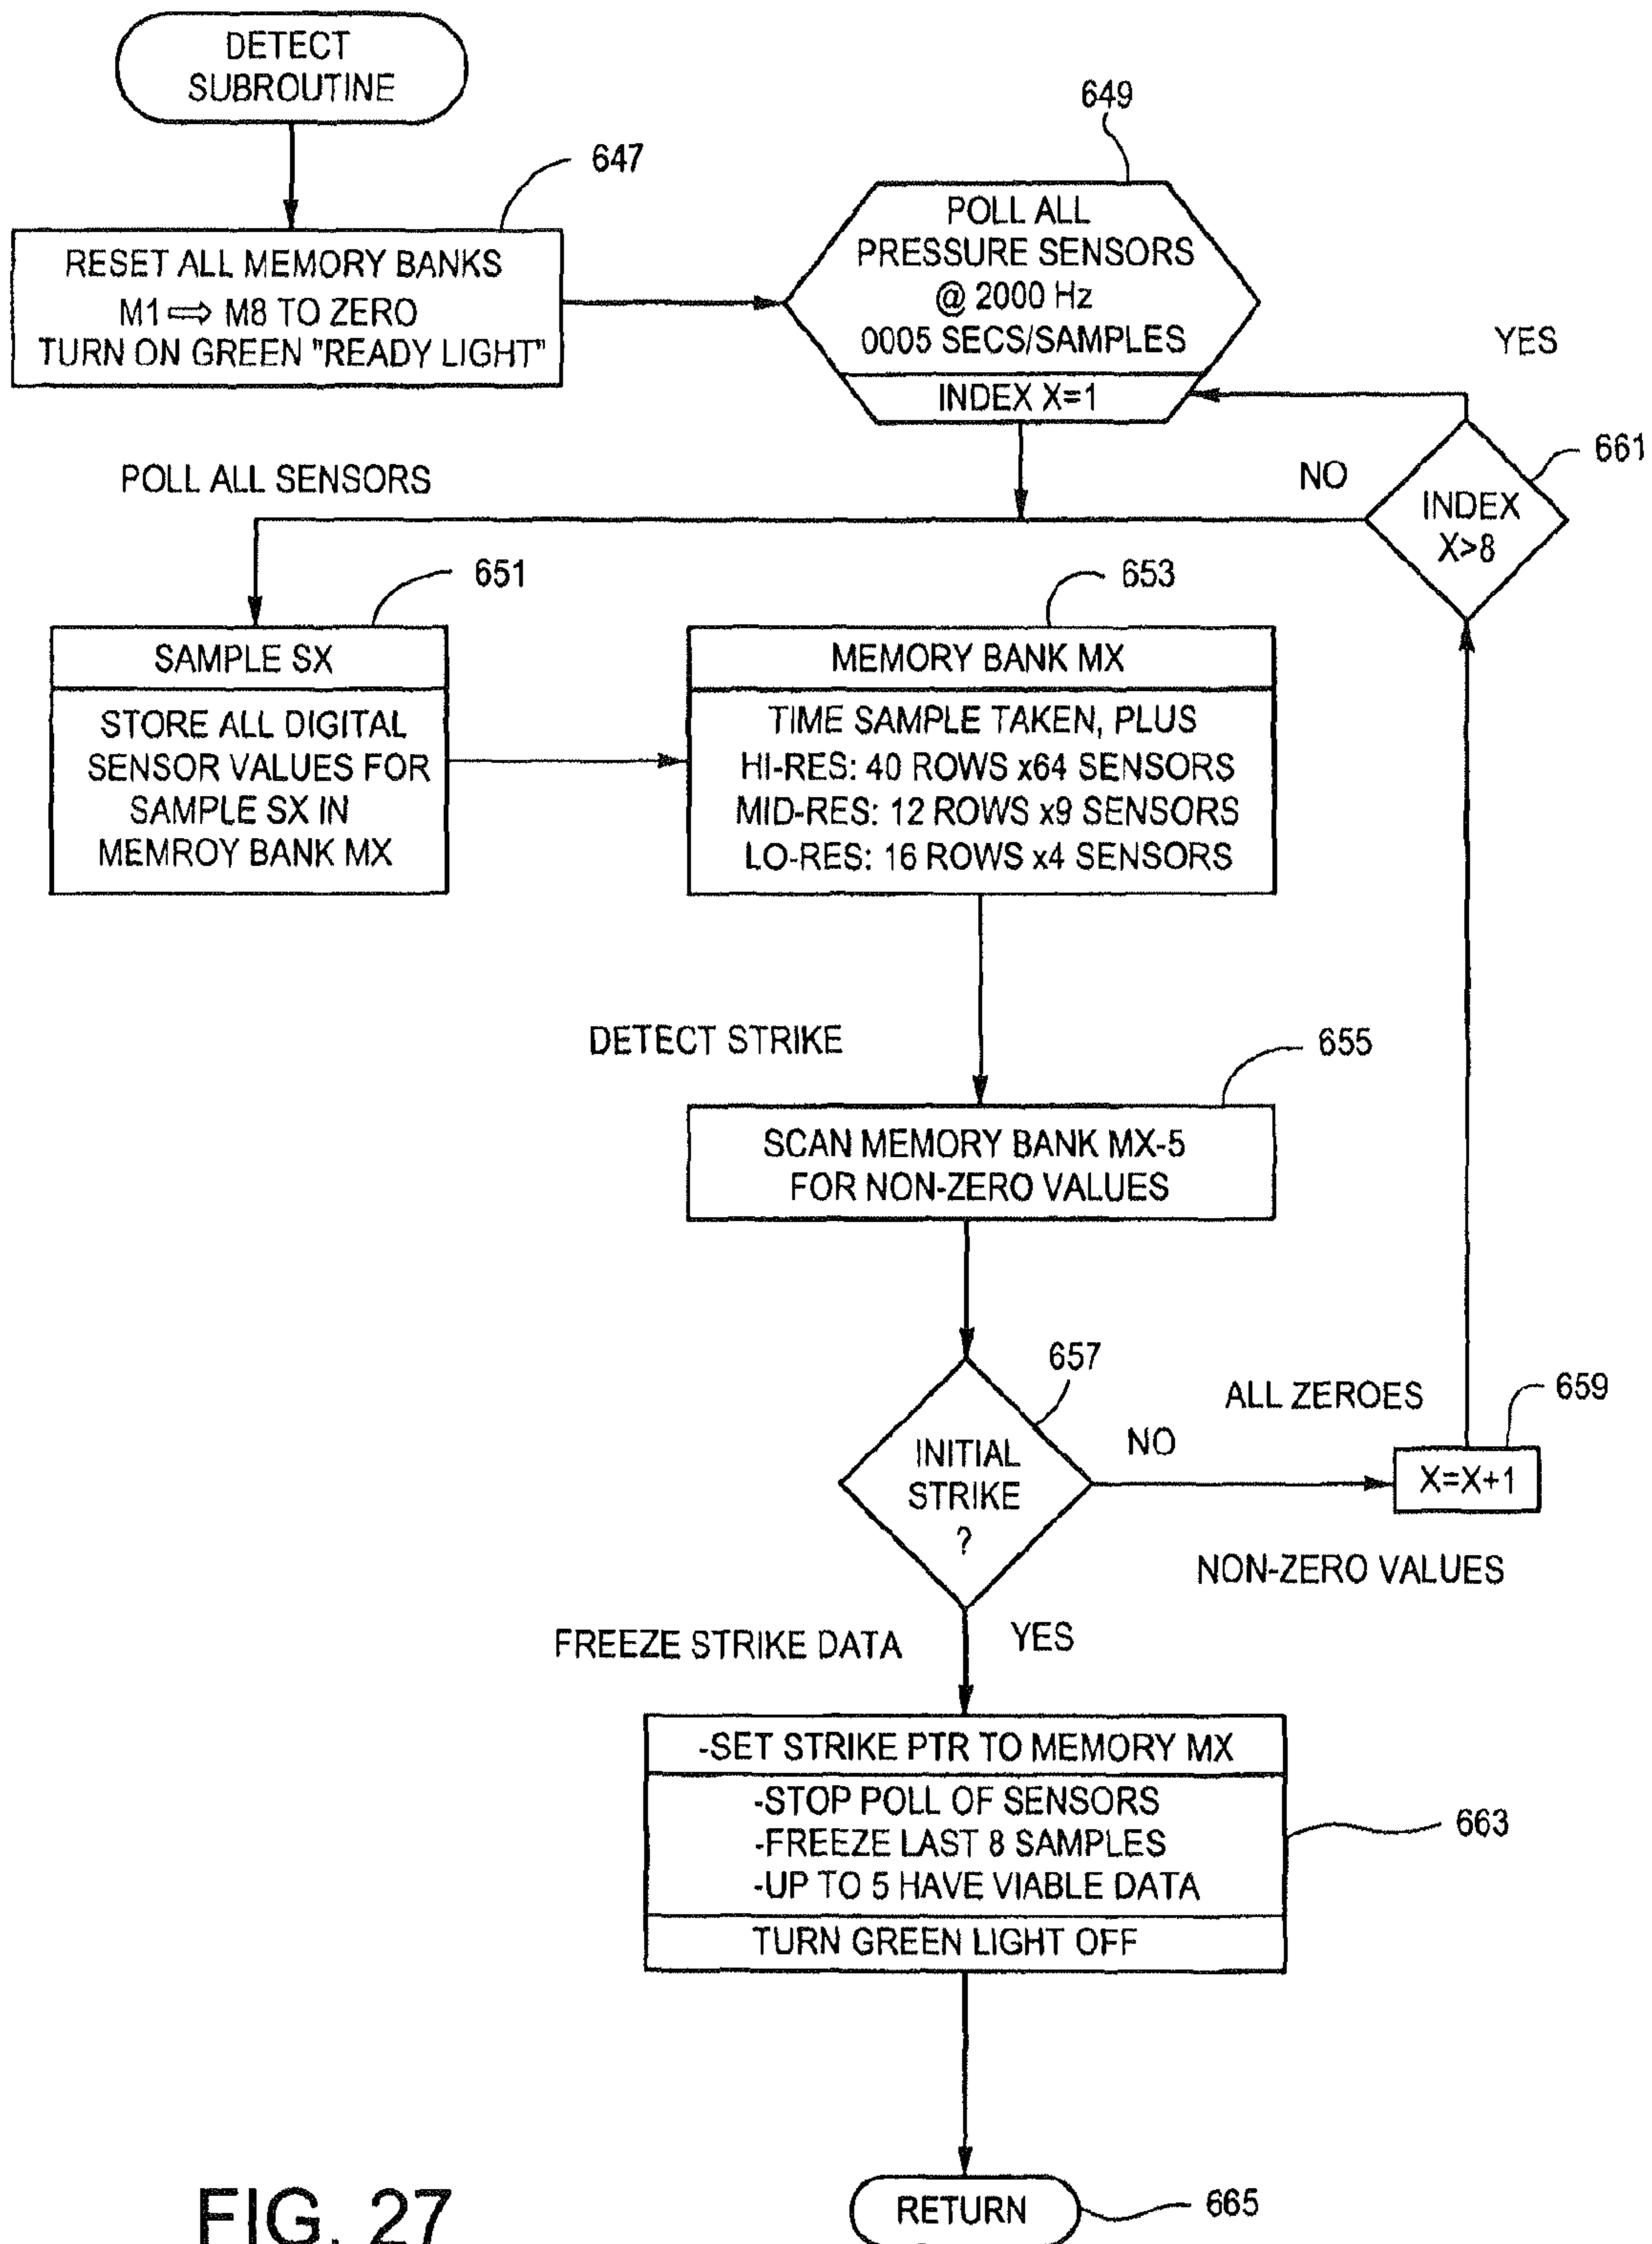 DETECT
SUBROUTINE
647
RESET ALL MEMORY BANKS
M1 ⇒ M8 TO ZERO
TURN ON GREEN "READY LIGHT"
649
POLL ALL
PRESSURE SENSORS
@ 2000 Hz
0005 SECS/SAMPLES
INDEX X=1
YES
661
NO
INDEX
X>8
POLL ALL SENSORS
651
SAMPLE SX
STORE ALL DIGITAL
SENSOR VALUES FOR
SAMPLE SX IN
MEMROY BANK MX
653
MEMORY BANK MX
TIME SAMPLE TAKEN, PLUS
HI-RES: 40 ROWS x64 SENSORS
MID-RES: 12 ROWS x9 SENSORS
LO-RES: 16 ROWS x4 SENSORS
DETECT STRIKE
655
SCAN MEMORY BANK MX-5
FOR NON-ZERO VALUES
657
INITIAL
STRIKE
?
NO
ALL ZEROES
659
X=X+1
NON-ZERO VALUES
FREEZE STRIKE DATA
YES
-SET STRIKE PTR TO MEMORY MX
-STOP POLL OF SENSORS
-FREEZE LAST 8 SAMPLES
-UP TO 5 HAVE VIABLE DATA
TURN GREEN LIGHT OFF
663
RETURN
665
FIG. 27